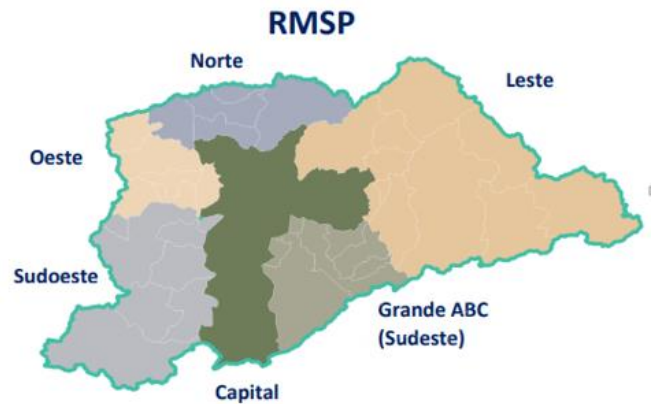 RMSP
Norte
Leste
Oeste
Sudoeste
Grande ABC
(Sudeste)
Capital